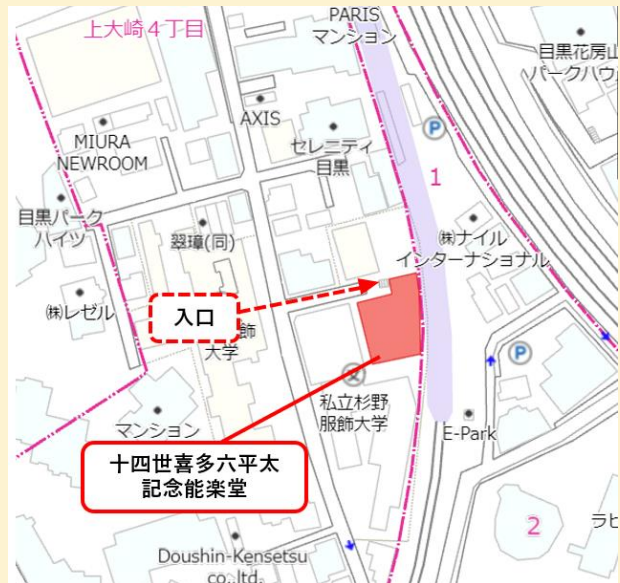 PARIS
マンション
上大崎4丁目
目黒花房山
パークハウ
AXIS
P
MIURA
NEWROOM
セレニティ
目黒
1
目黒パーク
ハイツ
翠璋(同)
㈱ナイル
インターナショナル
㈱レゼル
入口
飾
大学
P
文
私立杉野
服飾大学
マンション
E-Park
十四世喜多六平太
記念能楽堂
2
ラビ
Doushin-Kensetsu
co.,ltd.